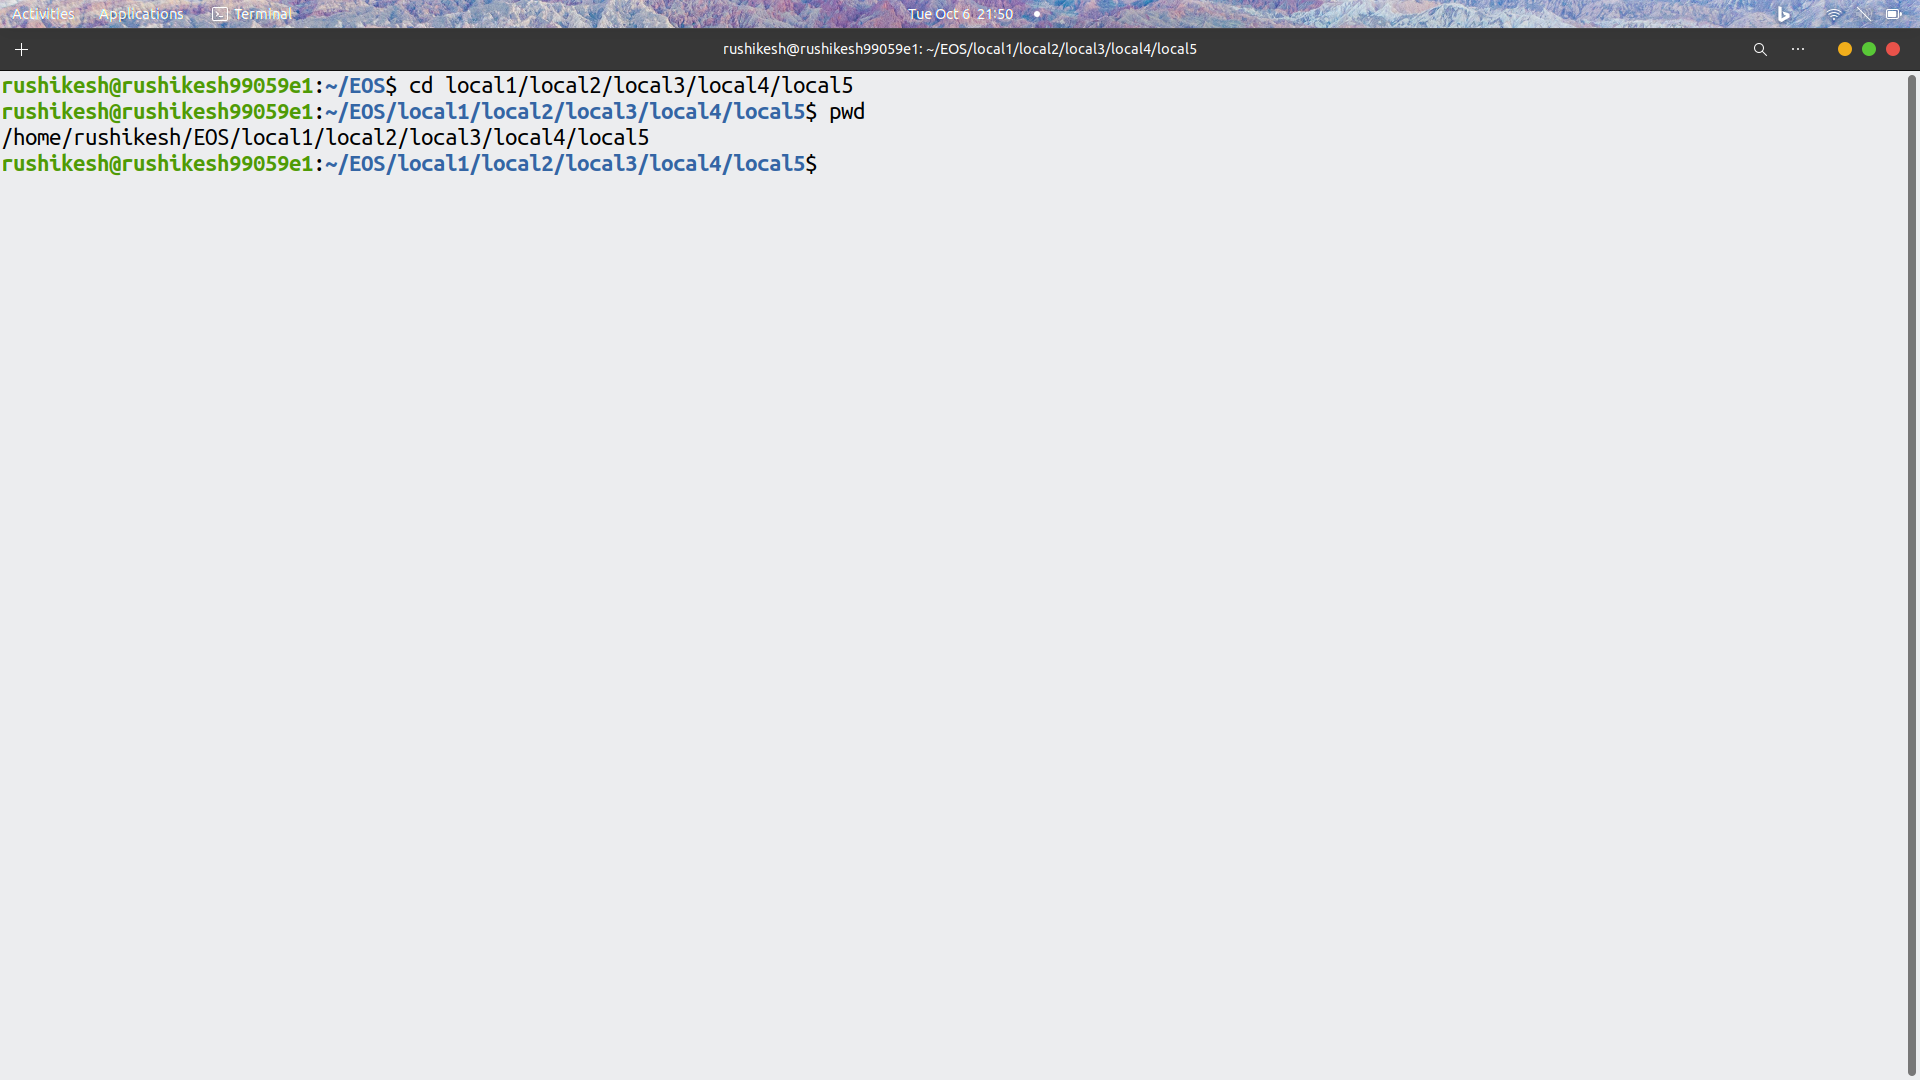 Activities Applications Terminal Tue Oct 6 21:50
rushikesh@rushikesh99059e1: ~/EOS/local1/local2/local3/local4/local5
rushikesh@rushikesh99059e1:~/EOS$ cd local1/local2/local3/local4/local5
rushikesh@rushikesh99059e1:~/EOS/local1/local2/local3/local4/local5$ pwd
/home/rushikesh/EOS/local1/local2/local3/local4/local5
rushikesh@rushikesh99059e1:~/EOS/local1/local2/local3/local4/local5$